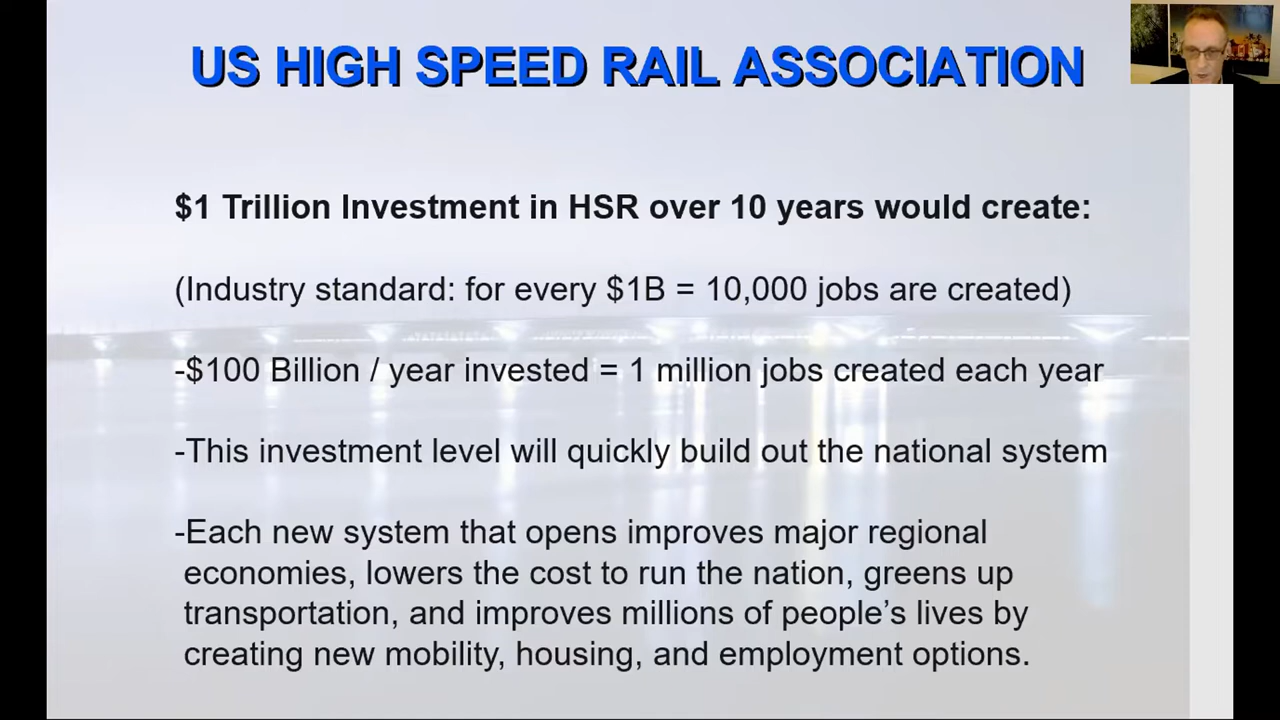 US HIGH SPEED RAIL ASSOCIATION
$1 Trillion Investment in HSR over 10 years would create:
(Industry standard: for every $1B = 10,000 jobs are created)
-$100 Billion / year invested = 1 million jobs created each year
-This investment level will quickly build out the national system
-Each new system that opens improves major regional
economies, lowers the cost to run the nation, greens up
transportation, and improves millions of people’s lives by
creating new mobility, housing, and employment options.